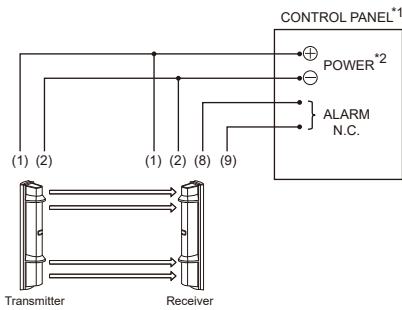 CONTROL PANEL*1
⊕
POWER*2
⊖
ALARM
N.C.
(1) (2) (1) (2) (8) (9)
Transmitter Receiver